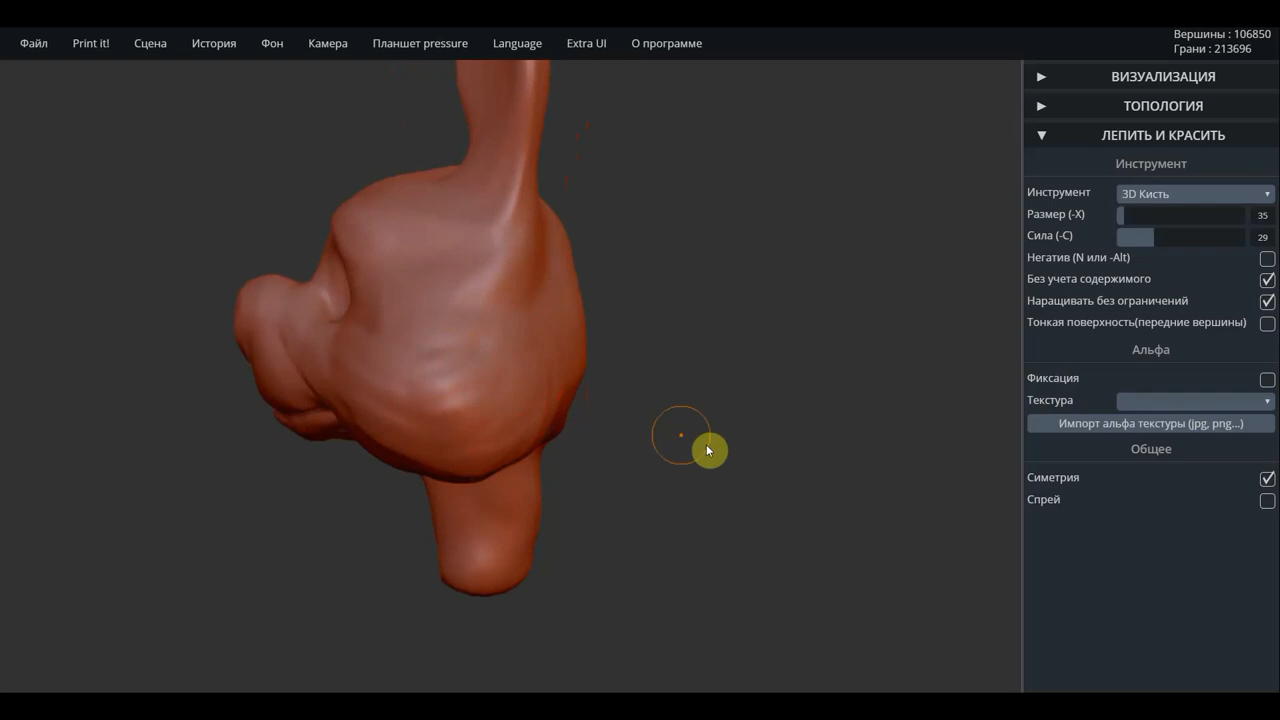 Файл Print it! Сцена История Фон Камера Планшет pressure Language Extra UI О программе
Вершины : 106850
Грани : 213696
ВИЗУАЛИЗАЦИЯ
ТОПОЛОГИЯ
ЛЕПИТЬ И КРАСИТЬ
Инструмент
Инструмент 3D Кисть
Размер (-X) 35
Сила (-C) 29
Негатив (N или -Alt)
Без учета содержимого
Наращивать без ограничений
Тонкая поверхность(передние вершины)
Альфа
Фиксация
Текстура
Импорт альфа текстуры (jpg, png...)
Общее
Симетрия
Спрей